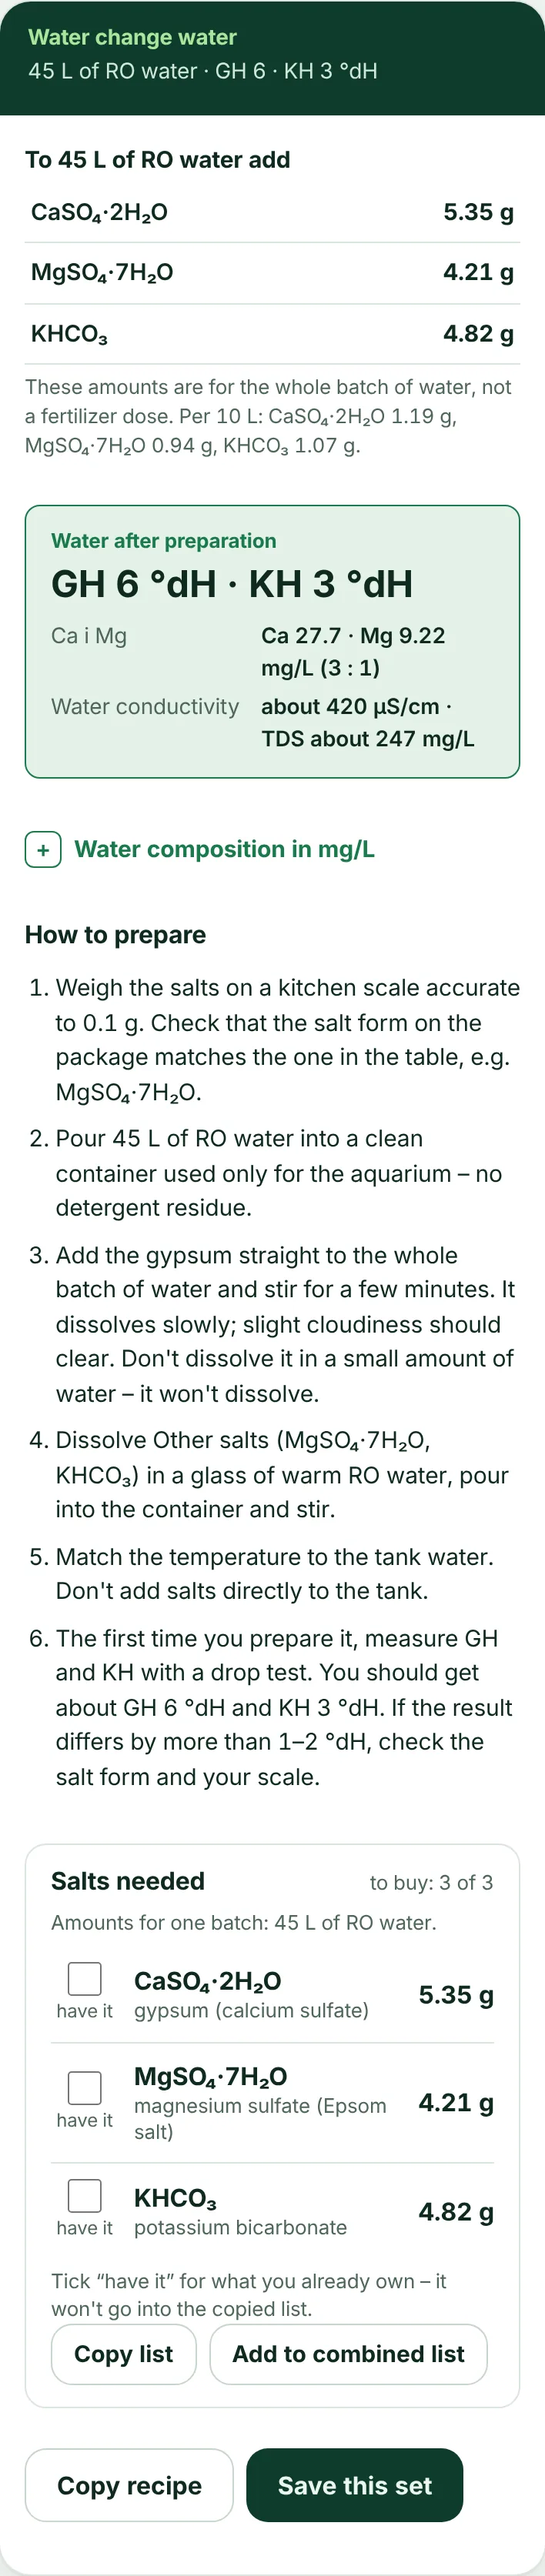 Water change water
45 L of RO water · GH 6 · KH 3 °dH
To 45 L of RO water add
CaSO₄·2H₂O 5.35 g
MgSO₄·7H₂O 4.21 g
KHCO₃ 4.82 g
These amounts are for the whole batch of water, not
a fertilizer dose. Per 10 L: CaSO₄·2H₂O 1.19 g,
MgSO₄·7H₂O 0.94 g, KHCO₃ 1.07 g.
Water after preparation
GH 6 °dH · KH 3 °dH
Ca i Mg Ca 27.7 · Mg 9.22
mg/L (3 : 1)
Water conductivity about 420 µS/cm ·
TDS about 247 mg/L
+ Water composition in mg/L
How to prepare
1. Weigh the salts on a kitchen scale accurate
to 0.1 g. Check that the salt form on the
package matches the one in the table, e.g.
MgSO₄·7H₂O.
2. Pour 45 L of RO water into a clean
container used only for the aquarium – no
detergent residue.
3. Add the gypsum straight to the whole
batch of water and stir for a few minutes. It
dissolves slowly; slight cloudiness should
clear. Don't dissolve it in a small amount of
water – it won't dissolve.
4. Dissolve Other salts (MgSO₄·7H₂O,
KHCO₃) in a glass of warm RO water, pour
into the container and stir.
5. Match the temperature to the tank water.
Don't add salts directly to the tank.
6. The first time you prepare it, measure GH
and KH with a drop test. You should get
about GH 6 °dH and KH 3 °dH. If the result
differs by more than 1–2 °dH, check the
salt form and your scale.
Salts needed to buy: 3 of 3
Amounts for one batch: 45 L of RO water.
CaSO₄·2H₂O 5.35 g
have it gypsum (calcium sulfate)
MgSO₄·7H₂O 4.21 g
have it magnesium sulfate (Epsom
salt)
KHCO₃ 4.82 g
have it potassium bicarbonate
Tick “have it” for what you already own – it
won't go into the copied list.
Copy list Add to combined list
Copy recipe Save this set